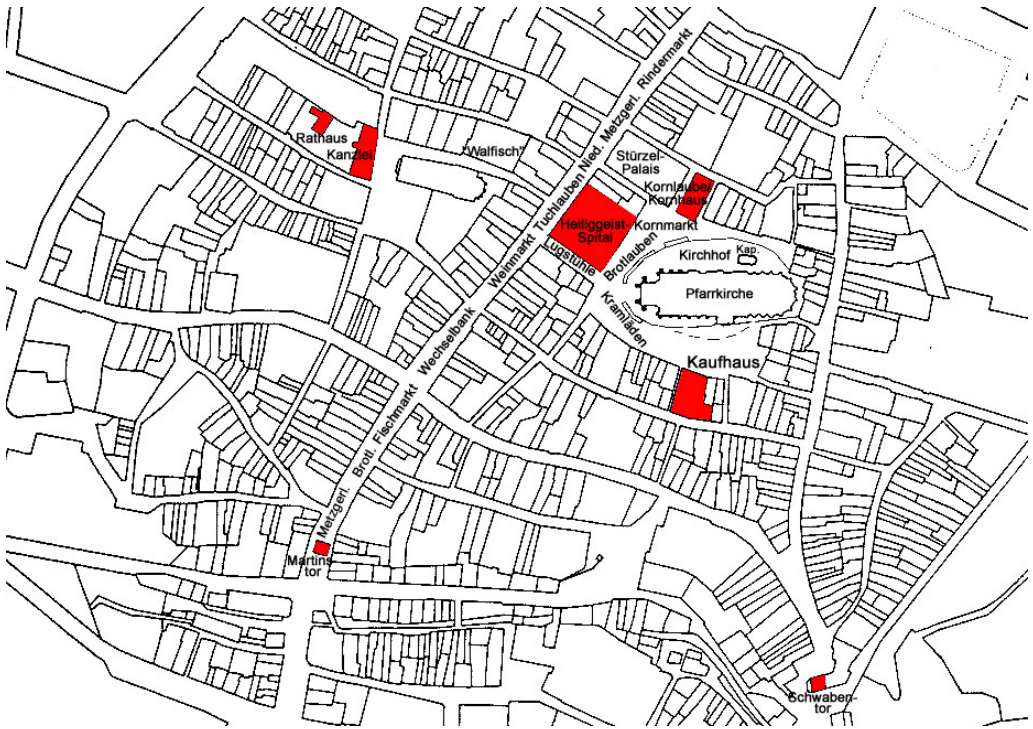 Rindermarkt
Nied. Metzgerl.
Tuchlauben
Weinmarkt
Wechselbank
Fischmarkt
Brotl.
Metzgerl.
Rathaus
Kanzlei
"Walfisch"
Stürzel-
Palais
Kornlaube/
Kornhaus
Heiliggeist-
Spital
Kornmarkt
Lugstühle
Brotlauben
Kirchhof
Kap
Pfarrkirche
Kramläden
Kaufhaus
Martins
tor
Schwaben-
tor